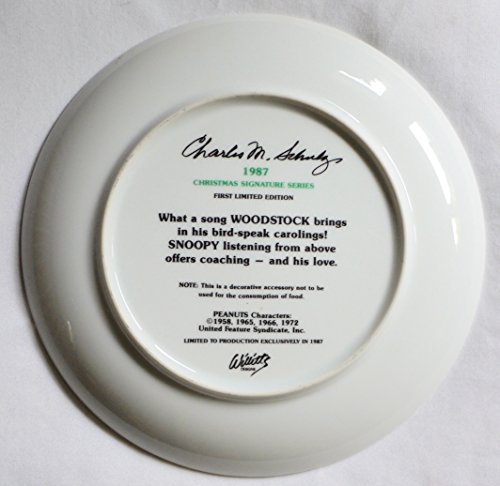 Charles M. Schulz
1987
CHRISTMAS SIGNATURE SERIES
FIRST LIMITED EDITION
What a song WOODSTOCK brings
in his bird-speak carolings!
SNOOPY listening from above
offers coaching — and his love.
NOTE: This is a decorative accessory not to be
used for the consumption of food.
PEANUTS Characters:
©1958, 1965, 1966, 1972
United Feature Syndicate, Inc.
LIMITED TO PRODUCTION EXCLUSIVELY IN 1987
Willitts
DESIGNS